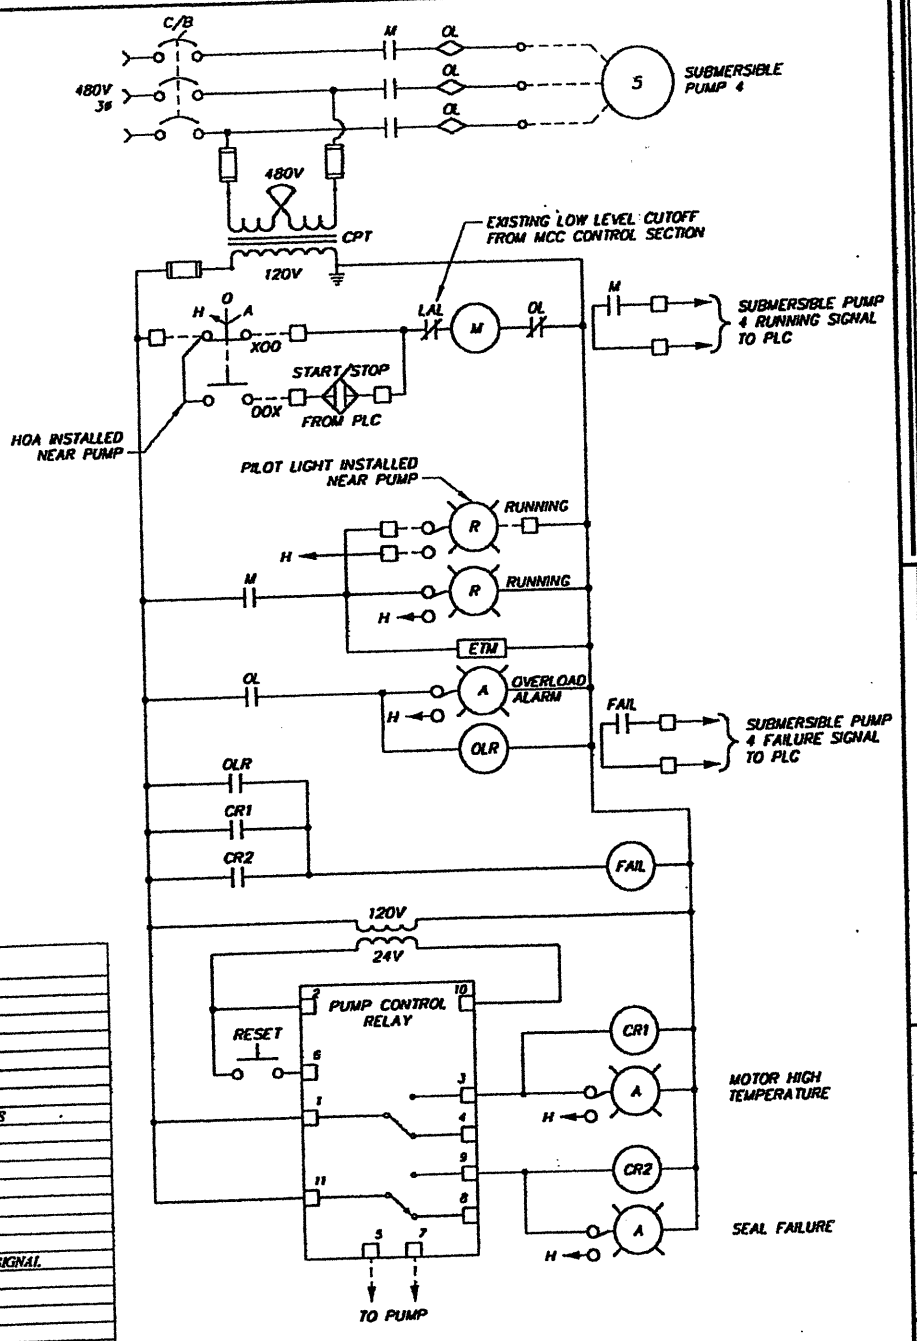 C/B
M
OL
480V
3ø
OL
OL
5
SUBMERSIBLE
PUMP 4
480V
CPT
120V
EXISTING LOW LEVEL CUTOFF
FROM MCC CONTROL SECTION
H
O
A
XOO
LAL
M
OL
M
SUBMERSIBLE PUMP
4 RUNNING SIGNAL
TO PLC
START/STOP
OOX
FROM PLC
HOA INSTALLED
NEAR PUMP
PILOT LIGHT INSTALLED
NEAR PUMP
R
RUNNING
H
M
R
RUNNING
H
ETM
OL
A
OVERLOAD
ALARM
H
OLR
FAIL
SUBMERSIBLE PUMP
4 FAILURE SIGNAL
TO PLC
OLR
CR1
CR2
FAIL
120V
24V
2
PUMP CONTROL
RELAY
10
RESET
6
CR1
3
A
H
MOTOR HIGH
TEMPERATURE
1
4
9
CR2
11
8
A
H
SEAL FAILURE
5
7
TO PUMP
S
SIGNAL